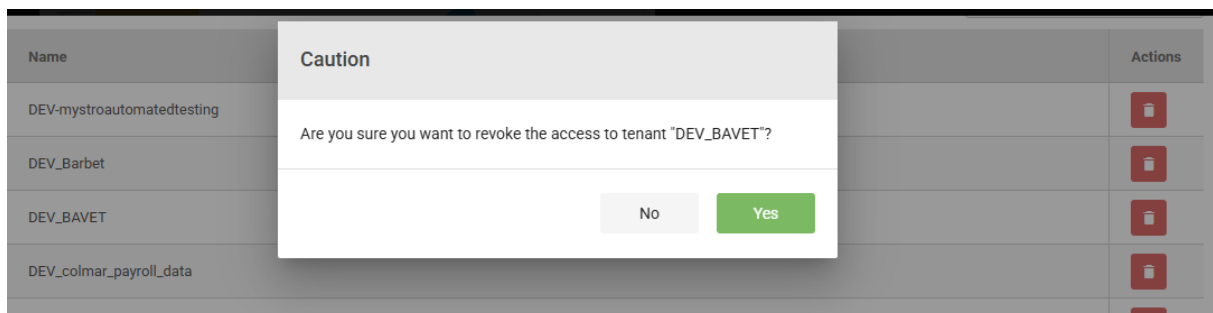 Name
Actions
Caution
DEV-mystroautomatedtesting
Are you sure you want to revoke the access to tenant "DEV_BAVET"?
DEV_Barbet
DEV_BAVET
No
Yes
DEV_colmar_payroll_data